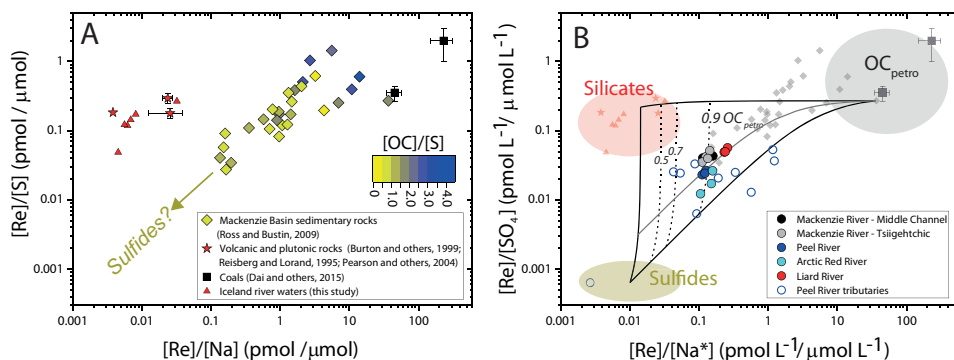 A
[Re]/[S] (pmol / μmol)
1
0.1
0.01
0.001
0.001
0.01
0.1
1
10
100
[Re]/[Na] (pmol /μmol)
[OC]/[S]
0
1.0
2.0
3.0
4.0
Sulfides?
Mackenzie Basin sedimentary rocks
(Ross and Bustin, 2009)
Volcanic and plutonic rocks (Burton and others, 1999;
Reisberg and Lorand, 1995; Pearson and others, 2004)
Coals (Dai and others, 2015)
Iceland river waters (this study)
B
[Re]/[SO₄] (pmol L⁻¹/ μmol L⁻¹)
1
0.1
0.01
0.001
0.001
0.01
0.1
1
10
100
[Re]/[Na*] (pmol L⁻¹/μmol L⁻¹)
Silicates
OCpetro
0.9 OCpetro
0.7
0.5
Sulfides
Mackenzie River - Middle Channel
Mackenzie River - Tsiigehtchic
Peel River
Arctic Red River
Liard River
Peel River tributaries